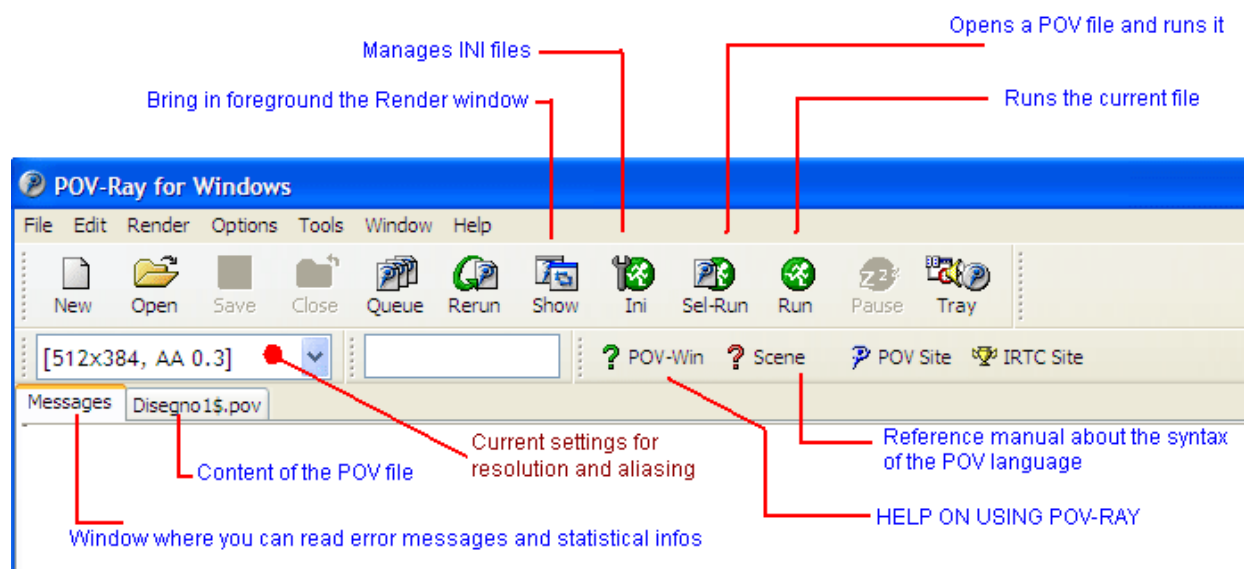 Opens a POV file and runs it
Manages INI files
Bring in foreground the Render window
Runs the current file
POV-Ray for Windows
File Edit Render Options Tools Window Help
New Open Save Close Queue Rerun Show Ini Sel-Run Run Pause Tray
[512x384, AA 0.3] ? POV-Win ? Scene POV Site IRTC Site
Messages Disegno1$.pov
Current settings for
resolution and aliasing
Reference manual about the syntax
of the POV language
Content of the POV file
HELP ON USING POV-RAY
Window where you can read error messages and statistical infos